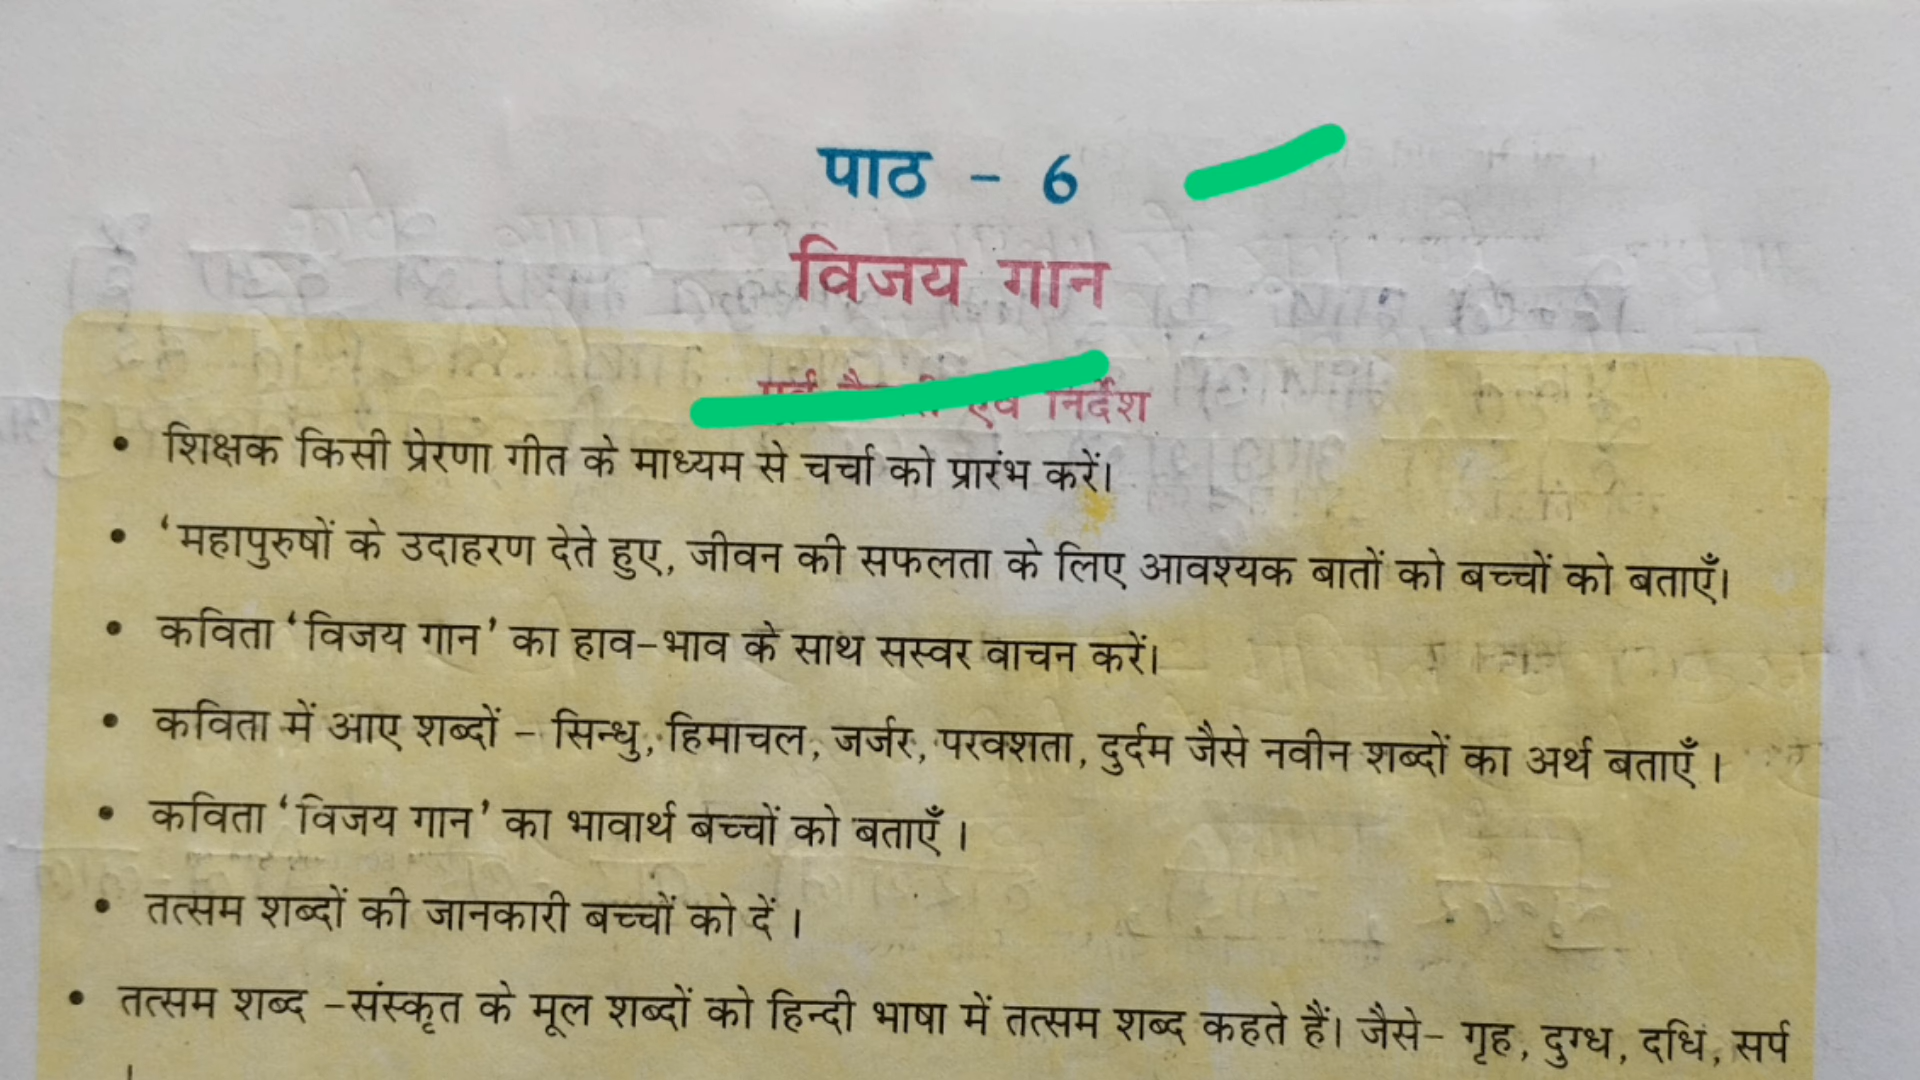 पाठ - 6
विजय गान
एवं निर्देश
• शिक्षक किसी प्रेरणा गीत के माध्यम से चर्चा को प्रारंभ करें।
• ‘महापुरुषों के उदाहरण देते हुए, जीवन की सफलता के लिए आवश्यक बातों को बच्चों को बताएँ।
• कविता ‘विजय गान’ का हाव-भाव के साथ सस्वर वाचन करें।
• कविता में आए शब्दों - सिन्धु, हिमाचल, जर्जर, परवशता, दुर्दम जैसे नवीन शब्दों का अर्थ बताएँ ।
• कविता ‘विजय गान’ का भावार्थ बच्चों को बताएँ ।
• तत्सम शब्दों की जानकारी बच्चों को दें ।
• तत्सम शब्द -संस्कृत के मूल शब्दों को हिन्दी भाषा में तत्सम शब्द कहते हैं। जैसे- गृह, दुग्ध, दधि, सर्प